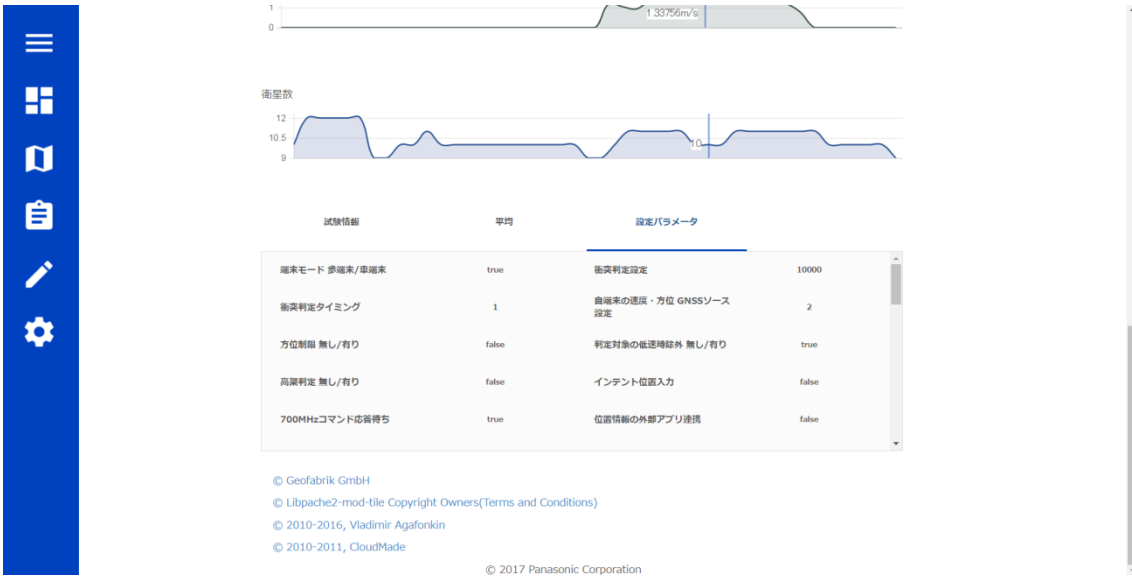 1
0
1.33756m/s
衛星数
12
10.5
9
10
試験情報 平均 設定パラメータ
端末モード 歩端末/車端末 true 衝突判定設定 10000
衝突判定タイミング 1 自端末の速度・方位 GNSSソース
設定 2
方位制限 無し/有り false 判定対象の低速時除外 無し/有り true
高架判定 無し/有り false インテント位置入力 false
700MHzコマンド応答待ち true 位置情報の外部アプリ連携 false
© Geofabrik GmbH
© Libpache2-mod-tile Copyright Owners(Terms and Conditions)
© 2010-2016, Vladimir Agafonkin
© 2010-2011, CloudMade
© 2017 Panasonic Corporation